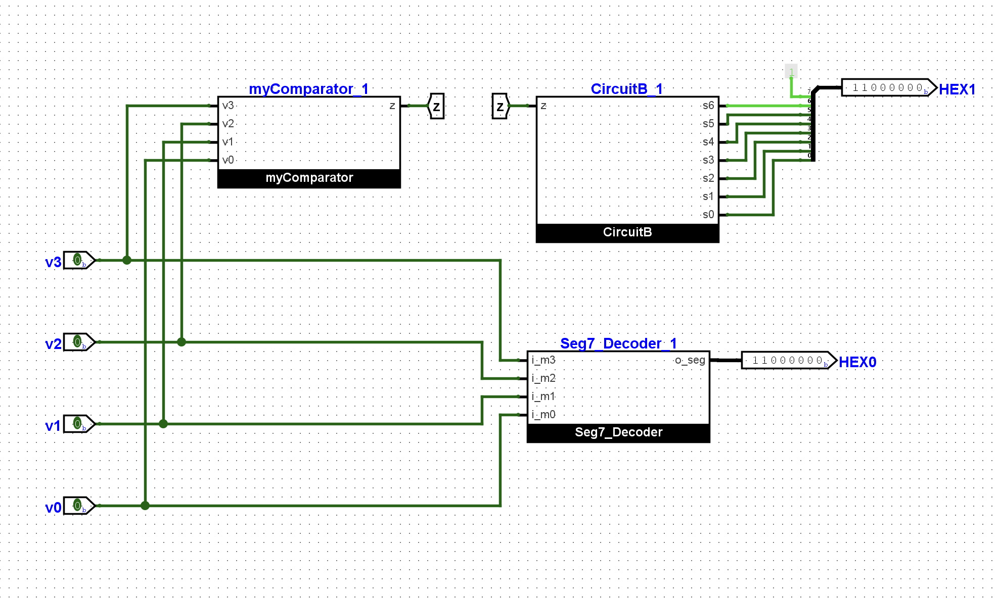 myComparator_1
v3
v2
v1
v0
z
myComparator
z
z
CircuitB_1
z
s6
s5
s4
s3
s2
s1
s0
CircuitB
1
7
6
5
4
3
2
1
0
11000000b
HEX1
v3
0b
v2
0b
v1
0b
v0
0b
Seg7_Decoder_1
i_m3
i_m2
i_m1
i_m0
o_seg
Seg7_Decoder
11000000b
HEX0